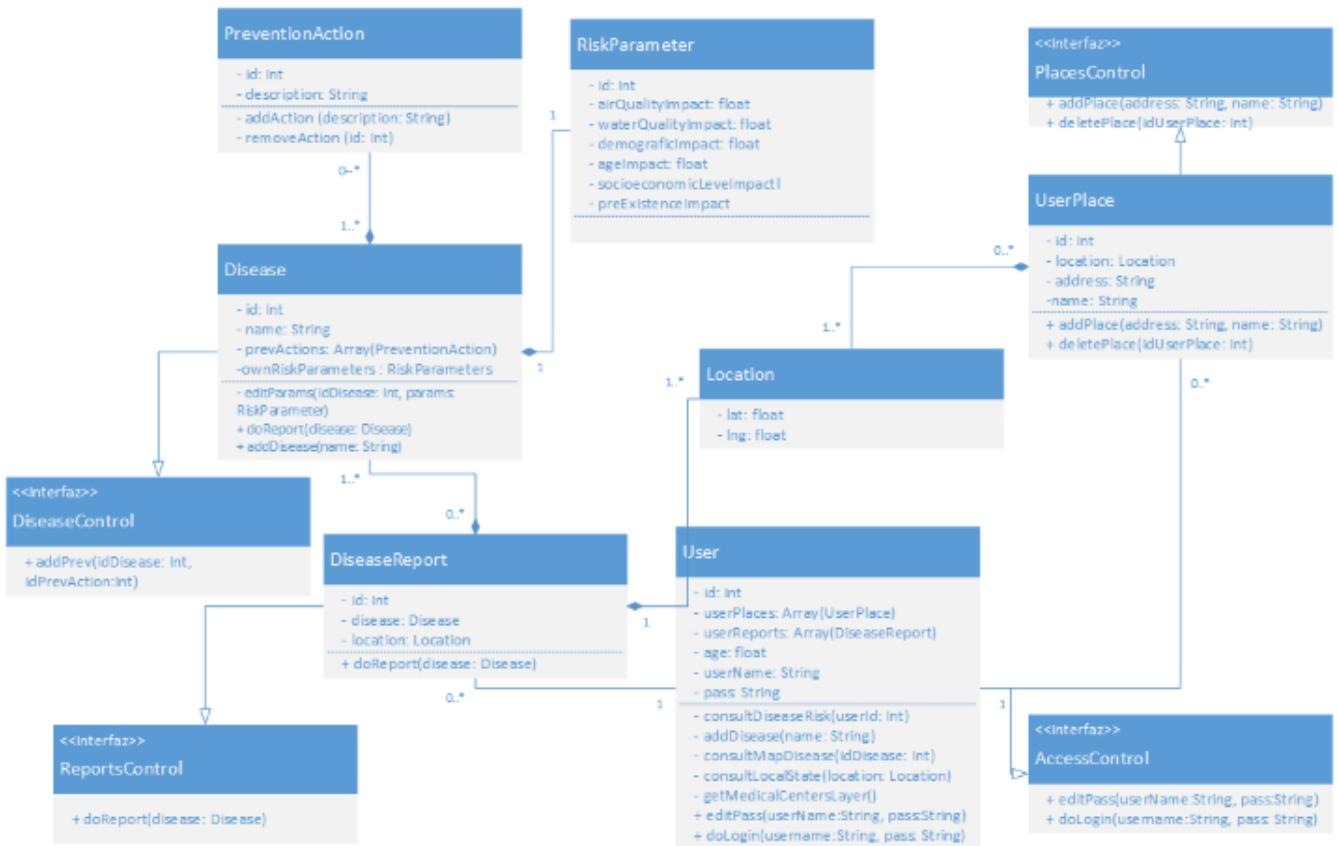 PreventionAction
- id: Int
- description: String
- addAction (description: String)
- removeAction (id: Int)
RiskParameter
- id: Int
- airQualityImpact: float
- waterQualityImpact: float
- demograficImpact: float
- ageImpact: float
- socioeconomicLevelImpactl
- preExistenceImpact
<<Interfaz>>
PlacesControl
+ addPlace(address: String, name: String)
+ deletePlace(idUserPlace: Int)
1
0-*
1..*
UserPlace
- id: Int
- location: Location
- address: String
-name: String
+ addPlace(address: String, name: String)
+ deletePlace(idUserPlace: Int)
0..*
1..*
0..*
Disease
- id: Int
- name: String
- prevActions: Array(PreventionAction)
-ownRiskParameters : RiskParameters
- editParams(idDisease: Int, params:
RiskParameter)
+ doReport(disease: Disease)
+ addDisease(name: String)
1
1..*
0..*
Location
- lat: float
- lng: float
1..*
<<Interfaz>>
DiseaseControl
+ addPrev(idDisease: Int,
idPrevAction:Int)
DiseaseReport
- id: Int
- disease: Disease
- location: Location
+ doReport(disease: Disease)
1
0..*
1
User
- id: Int
- userPlaces: Array(UserPlace)
- userReports: Array(DiseaseReport)
- age: float
- userName: String
- pass: String
- consultDiseaseRisk(userId: Int)
- addDisease(name: String)
- consultMapDisease(idDisease: Int)
- consultLocalState(location: Location)
- getMedicalCentersLayer()
+ editPass(userName:String, pass:String)
+ doLogin(username:String, pass: String)
1
<<Interfaz>>
ReportsControl
+ doReport(disease: Disease)
<<Interfaz>>
AccessControl
+ editPass(userName:String, pass:String)
+ doLogin(username:String, pass: String)